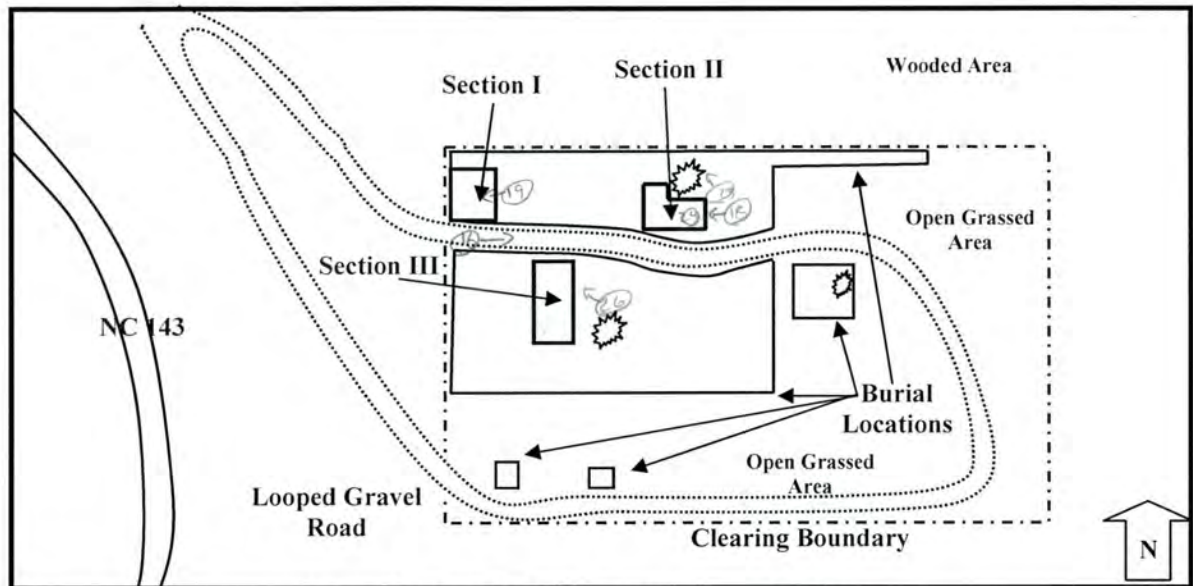 Wooded Area
Section I
Section II
19
Open Grassed
Area
Section III
NC 143
Burial
Locations
Open Grassed
Area
Looped Gravel
Road
Clearing Boundary
N